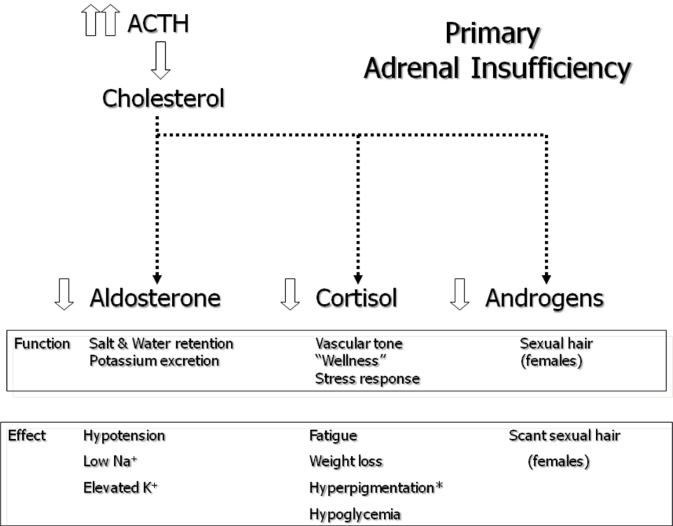 ACTH
Primary
Adrenal Insufficiency
Cholesterol
Aldosterone Cortisol Androgens
Function Salt & Water retention Vascular tone Sexual hair
Potassium excretion "Wellness" (females)
Stress response
Effect Hypotension Fatigue Scant sexual hair
Low Na⁺ Weight loss (females)
Elevated K⁺ Hyperpigmentation*
Hypoglycemia